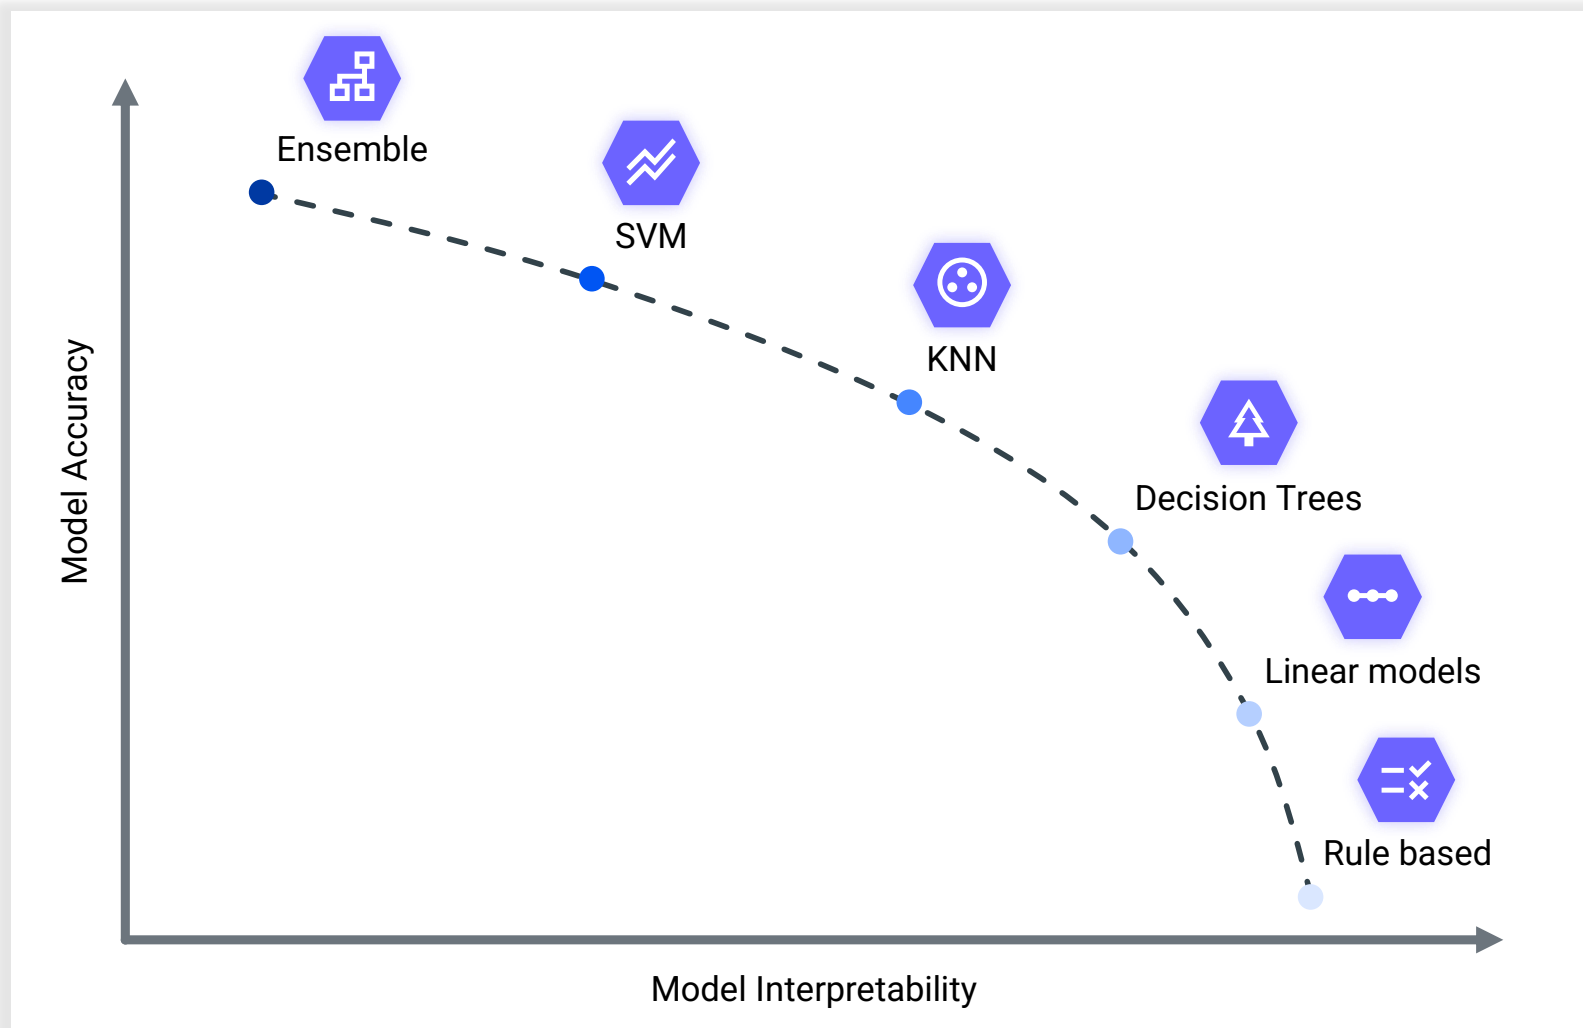 Ensemble
SVM
KNN
Decision Trees
Linear models
Rule based
Model Accuracy
Model Interpretability